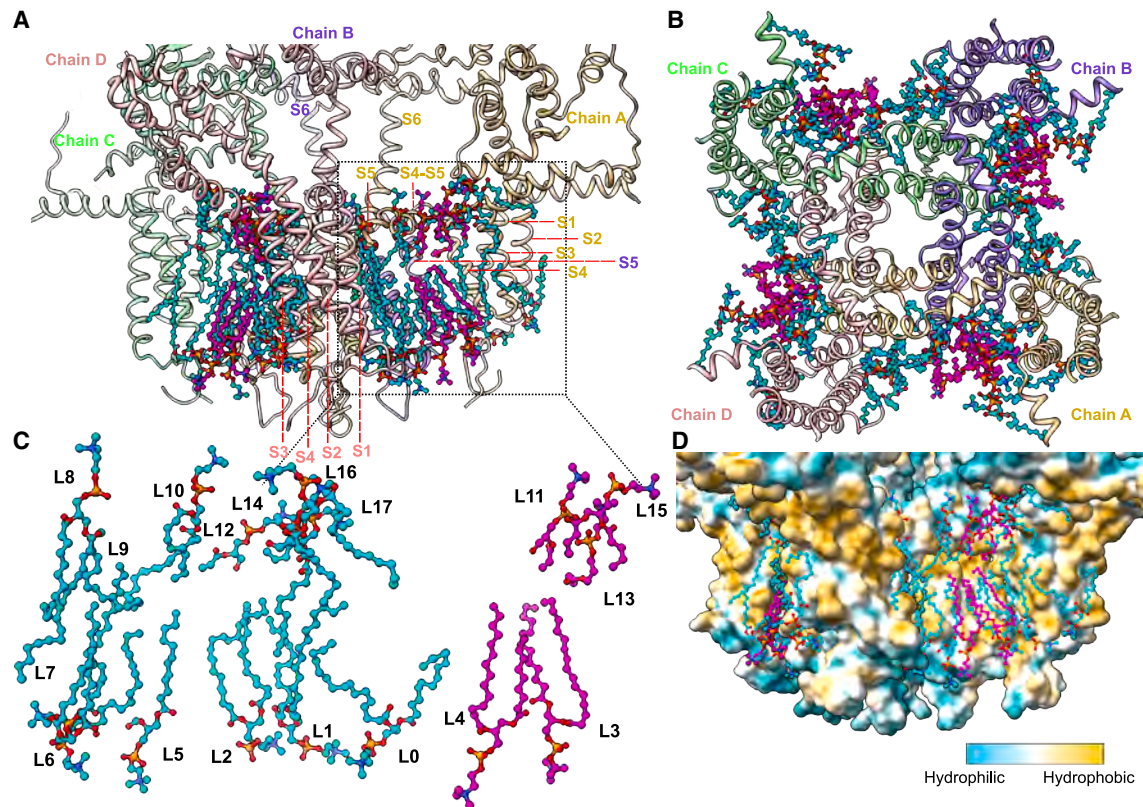 A
Chain B
Chain D
S6
S6
Chain A
Chain C
S5
S4-S5
S1
S2
S3
S5
S4
S3
S4
S2
S1
B
Chain C
Chain B
Chain D
Chain A
C
L8
L10
L14
L16
L17
L12
L9
L7
L6
L5
L2
L1
L0
L11
L15
L13
L4
L3
D
Hydrophilic
Hydrophobic